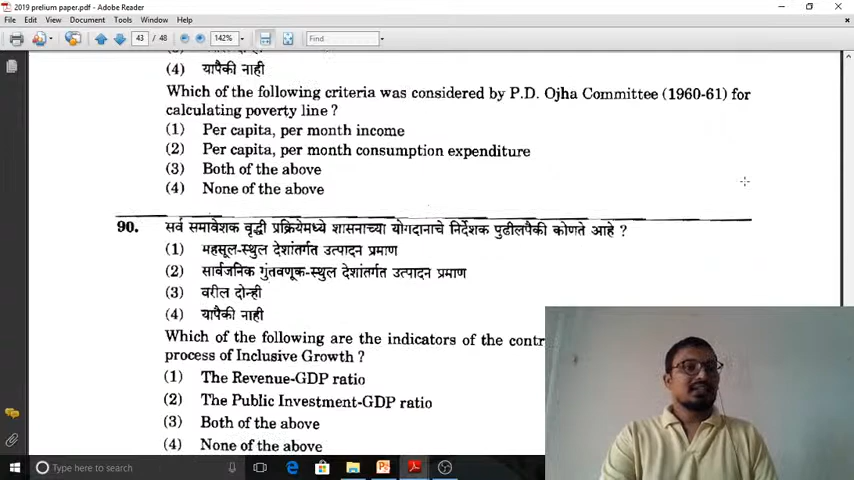 2019 prelium paper.pdf - Adobe Reader
File Edit View Document Tools Window Help
43 / 48 142% Find
(4) यापैकी नाही
Which of the following criteria was considered by P.D. Ojha Committee (1960-61) for
calculating poverty line ?
(1) Per capita, per month income
(2) Per capita, per month consumption expenditure
(3) Both of the above
(4) None of the above
90. सर्व समावेशक वृद्धी प्रक्रियेमध्ये शासनाच्या योगदानाचे निर्देशक पुढीलपैकी कोणते आहे ?
(1) महसूल-स्थुल देशांतर्गत उत्पादन प्रमाण
(2) सार्वजनिक गुंतवणूक-स्थुल देशांतर्गत उत्पादन प्रमाण
(3) वरील दोन्ही
(4) यापैकी नाही
Which of the following are the indicators of the contr
process of Inclusive Growth ?
(1) The Revenue-GDP ratio
(2) The Public Investment-GDP ratio
(3) Both of the above
(4) None of the above
Type here to search